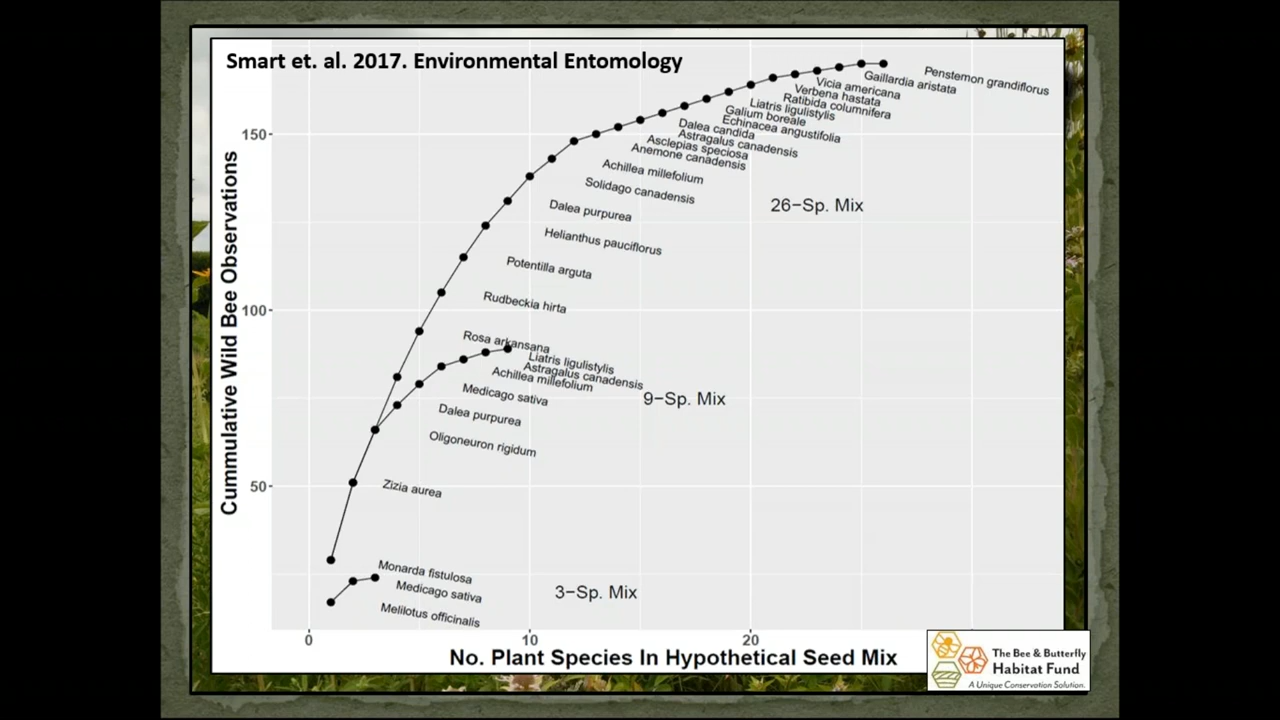 Smart et. al. 2017. Environmental Entomology
Cummulative Wild Bee Observations
150
100
50
Penstemon grandiflorus
Gaillardia aristata
Vicia americana
Verbena hastata
Ratibida columnifera
Liatris ligulistylis
Galium boreale
Echinacea angustifolia
Dalea candida
Astragalus canadensis
Asclepias speciosa
Anemone canadensis
Achillea millefolium
Solidago canadensis
26-Sp. Mix
Dalea purpurea
Helianthus pauciflorus
Potentilla arguta
Rudbeckia hirta
Rosa arkansana
Liatris ligulistylis
Astragalus canadensis
Achillea millefolium
9-Sp. Mix
Medicago sativa
Dalea purpurea
Oligoneuron rigidum
Zizia aurea
Monarda fistulosa
Medicago sativa
3-Sp. Mix
Melilotus officinalis
0
10
20
No. Plant Species In Hypothetical Seed Mix
The Bee & Butterfly
Habitat Fund
A Unique Conservation Solution.